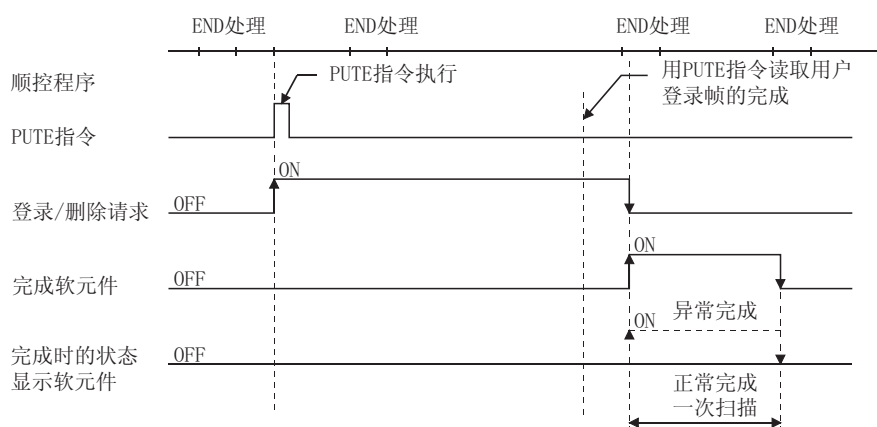 END处理
END处理
END处理
END处理
顺控程序
PUTE指令执行
用PUTE指令读取用户
登录帧的完成
PUTE指令
ON
登录/删除请求
OFF
ON
完成软元件
OFF
异常完成
ON
完成时的状态
显示软元件
OFF
正常完成
一次扫描